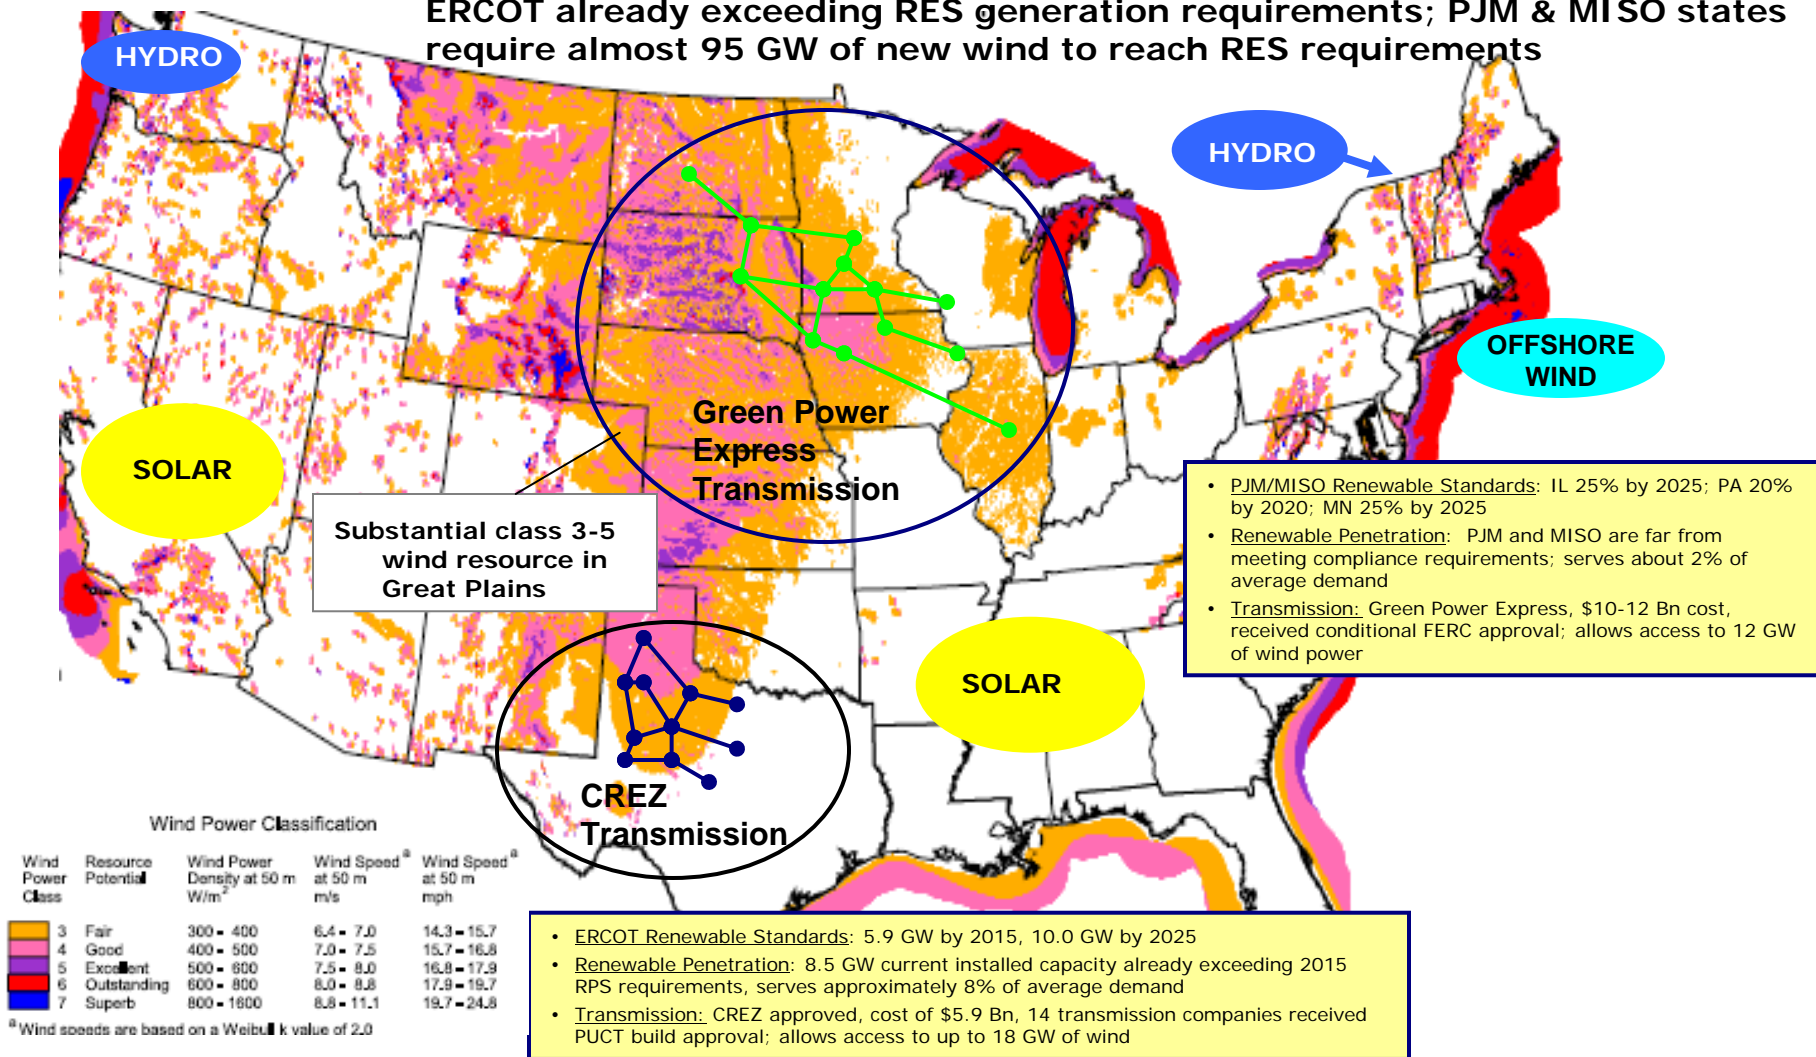 ERCOT already exceeding RES generation requirements; PJM & MISO states
require almost 95 GW of new wind to reach RES requirements
HYDRO
HYDRO
OFFSHORE
WIND
SOLAR
Green Power
Express
Transmission
Substantial class 3-5
wind resource in
Great Plains
• PJM/MISO Renewable Standards: IL 25% by 2025; PA 20%
by 2020; MN 25% by 2025
• Renewable Penetration: PJM and MISO are far from
meeting compliance requirements; serves about 2% of
average demand
• Transmission: Green Power Express, $10-12 Bn cost,
received conditional FERC approval; allows access to 12 GW
of wind power
SOLAR
CREZ
Transmission
Wind Power Classification
Wind Power Class Resource Potential Wind Power Density at 50 m W/m² Wind Speed ᵃ at 50 m m/s Wind Speed ᵃ at 50 m mph
3 Fair 300 - 400 6.4 - 7.0 14.3 - 15.7
4 Good 400 - 500 7.0 - 7.5 15.7 - 16.8
5 Excellent 500 - 600 7.5 - 8.0 16.8 - 17.9
6 Outstanding 600 - 800 8.0 - 8.8 17.9 - 19.7
7 Superb 800 - 1600 8.8 - 11.1 19.7 - 24.8
ᵃ Wind speeds are based on a Weibull k value of 2.0
• ERCOT Renewable Standards: 5.9 GW by 2015, 10.0 GW by 2025
• Renewable Penetration: 8.5 GW current installed capacity already exceeding 2015
RPS requirements, serves approximately 8% of average demand
• Transmission: CREZ approved, cost of $5.9 Bn, 14 transmission companies received
PUCT build approval; allows access to up to 18 GW of wind